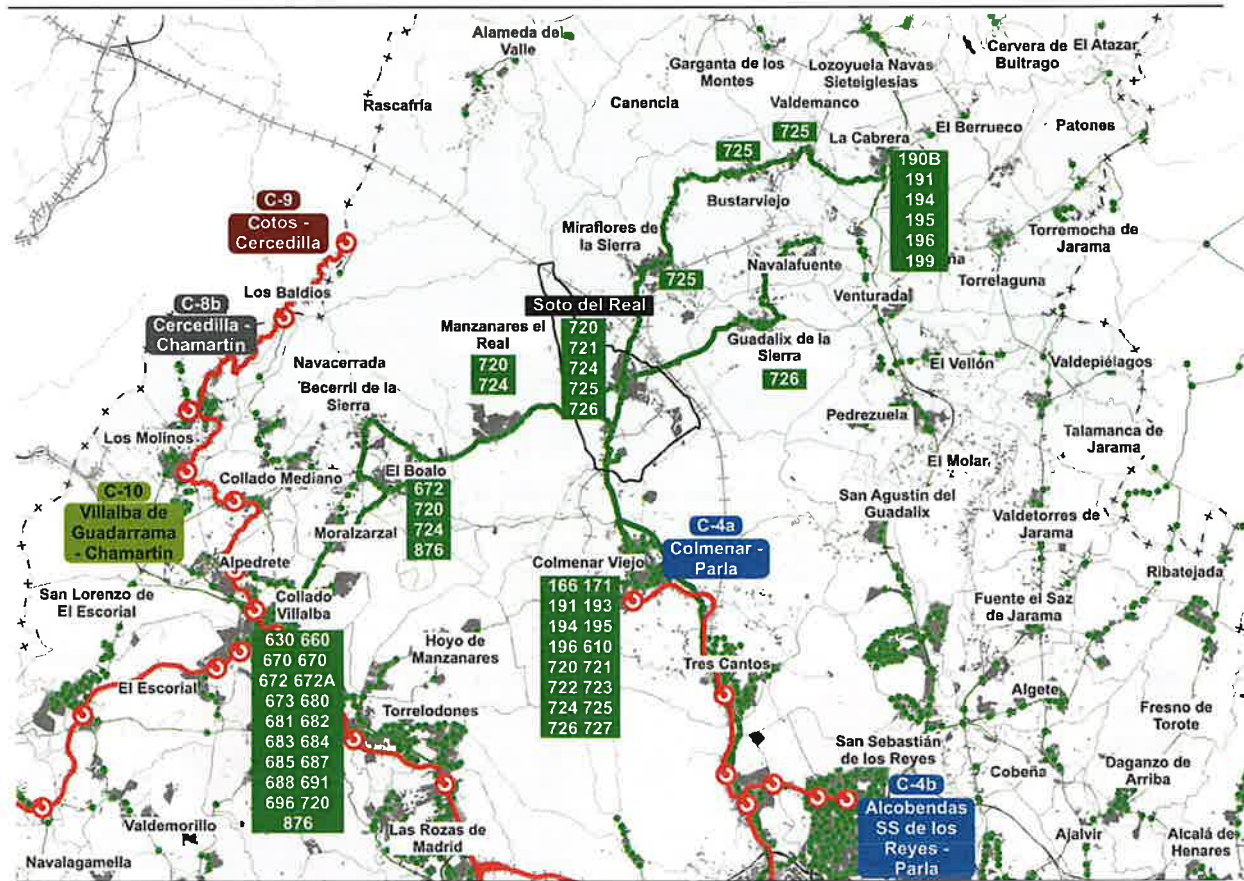 Alameda del
Valle
Garganta de los
Montes
Lozoyuela Navas
Sieteiglesias
Cervera de
Buitrago
El Atazar
Rascafría
Canencia
Valdemanco
El Berrueco
Patones
725
La Cabrera
725
190B
191
194
195
196
199
C-9
Cotos -
Cercedilla
Bustarviejo
Miraflores de
la Sierra
Torremocha de
Jarama
Navalafuente
725
Torrelaguna
Los Baldios
Venturada
C-8b
Cercedilla -
Chamartín
Soto del Real
720
721
724
725
726
Manzanares el
Real
720
724
Guadalix de la
Sierra
726
Navacerrada
Becerril de la
Sierra
El Vellón
Valdepiélagos
Pedrezuela
Los Molinos
Talamanca de
Jarama
El Molar
Collado Mediano
El Boalo
672
720
724
876
C-10
Villalba de
Guadarrama
- Chamartín
San Agustín del
Guadalix
Valdetorres de
Jarama
Moralzarzal
C-4a
Colmenar -
Parla
Alpedrete
Colmenar Viejo
166 171
191 193
194 195
196 610
720 721
722 723
724 725
726 727
Ribatejada
San Lorenzo de
El Escorial
Collado
Villalba
630 660
670 670
672 672A
673 680
681 682
683 684
685 687
688 691
696 720
876
Fuente el Saz
de Jarama
Hoyo de
Manzanares
Tres Cantos
El Escorial
Algete
Fresno de
Torote
Torrelodones
San Sebastián
de los Reyes
Cobeña
Daganzo de
Arriba
C-4b
Alcobendas
SS de los
Reyes -
Parla
Valdemorillo
Las Rozas de
Madrid
Ajalvir
Alcalá de
Henares
Navalagamella